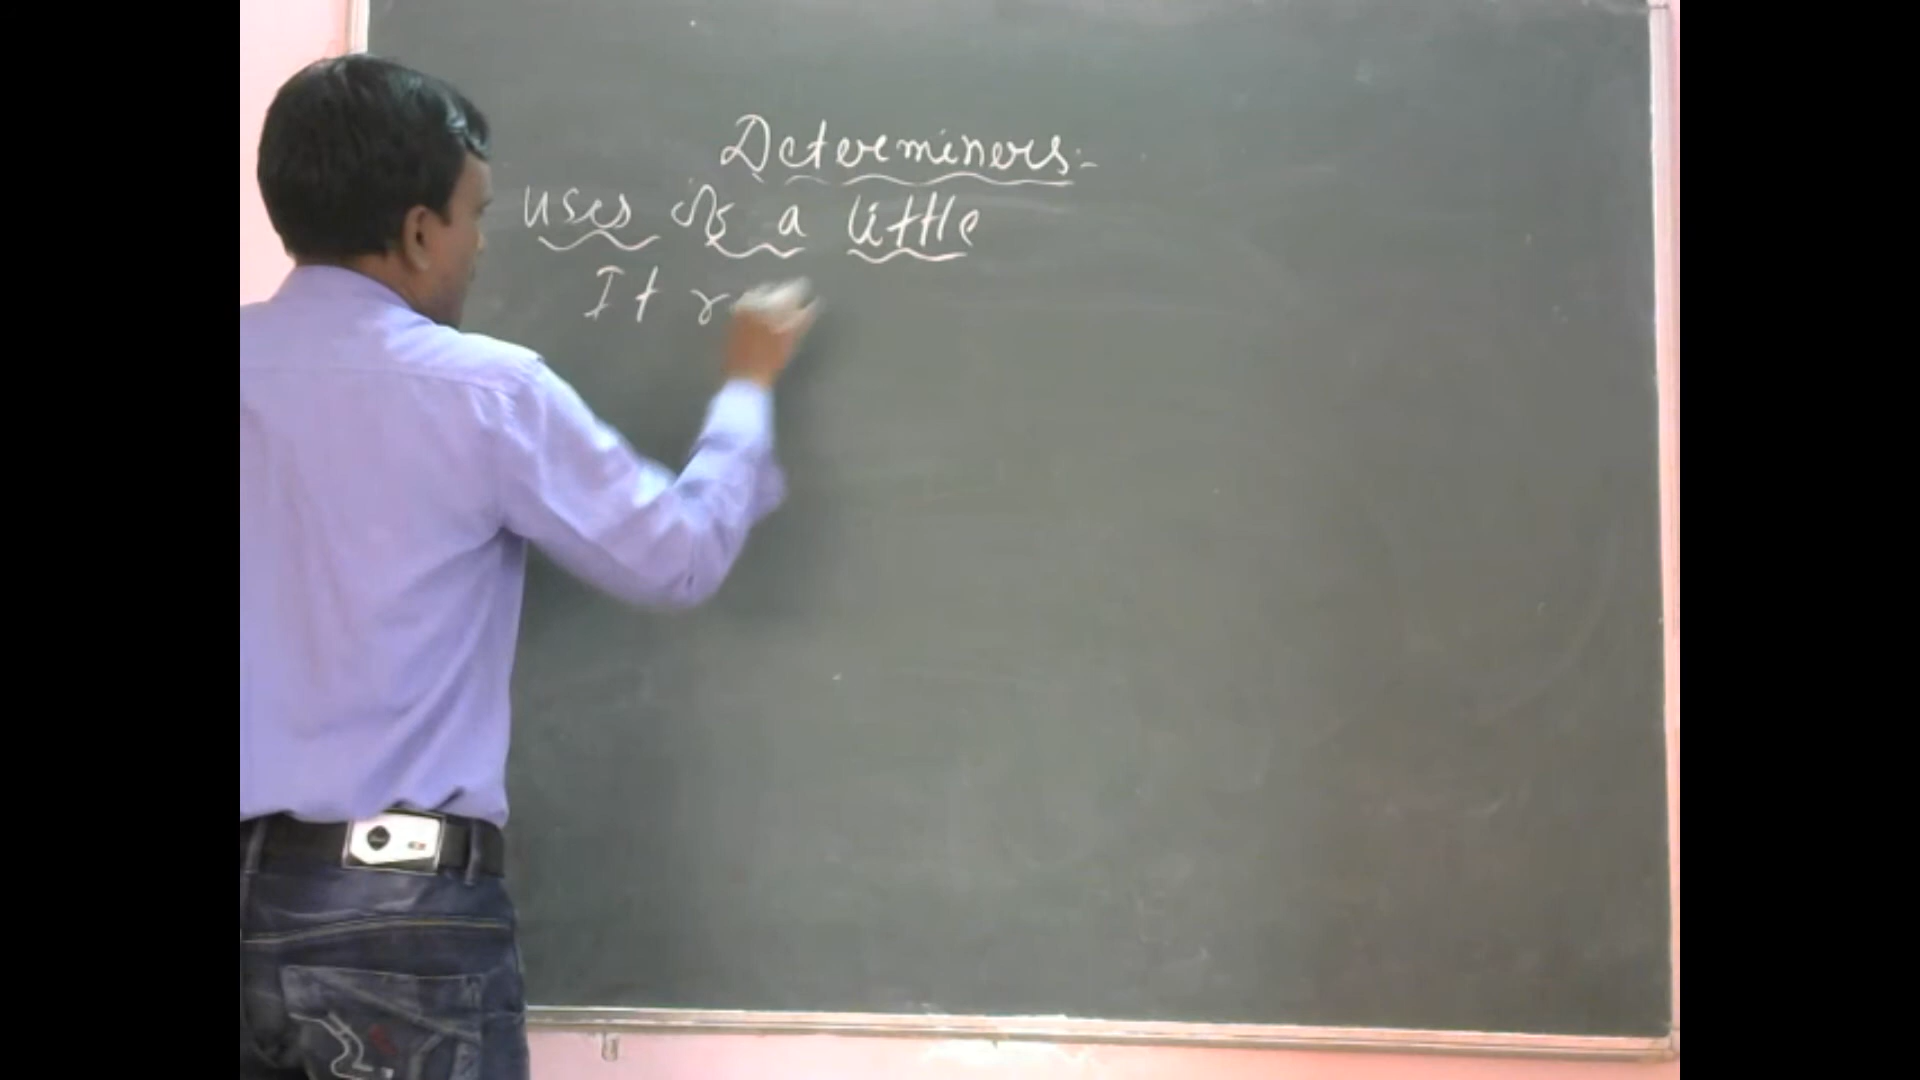 Determiners:-
uses of a little
It r